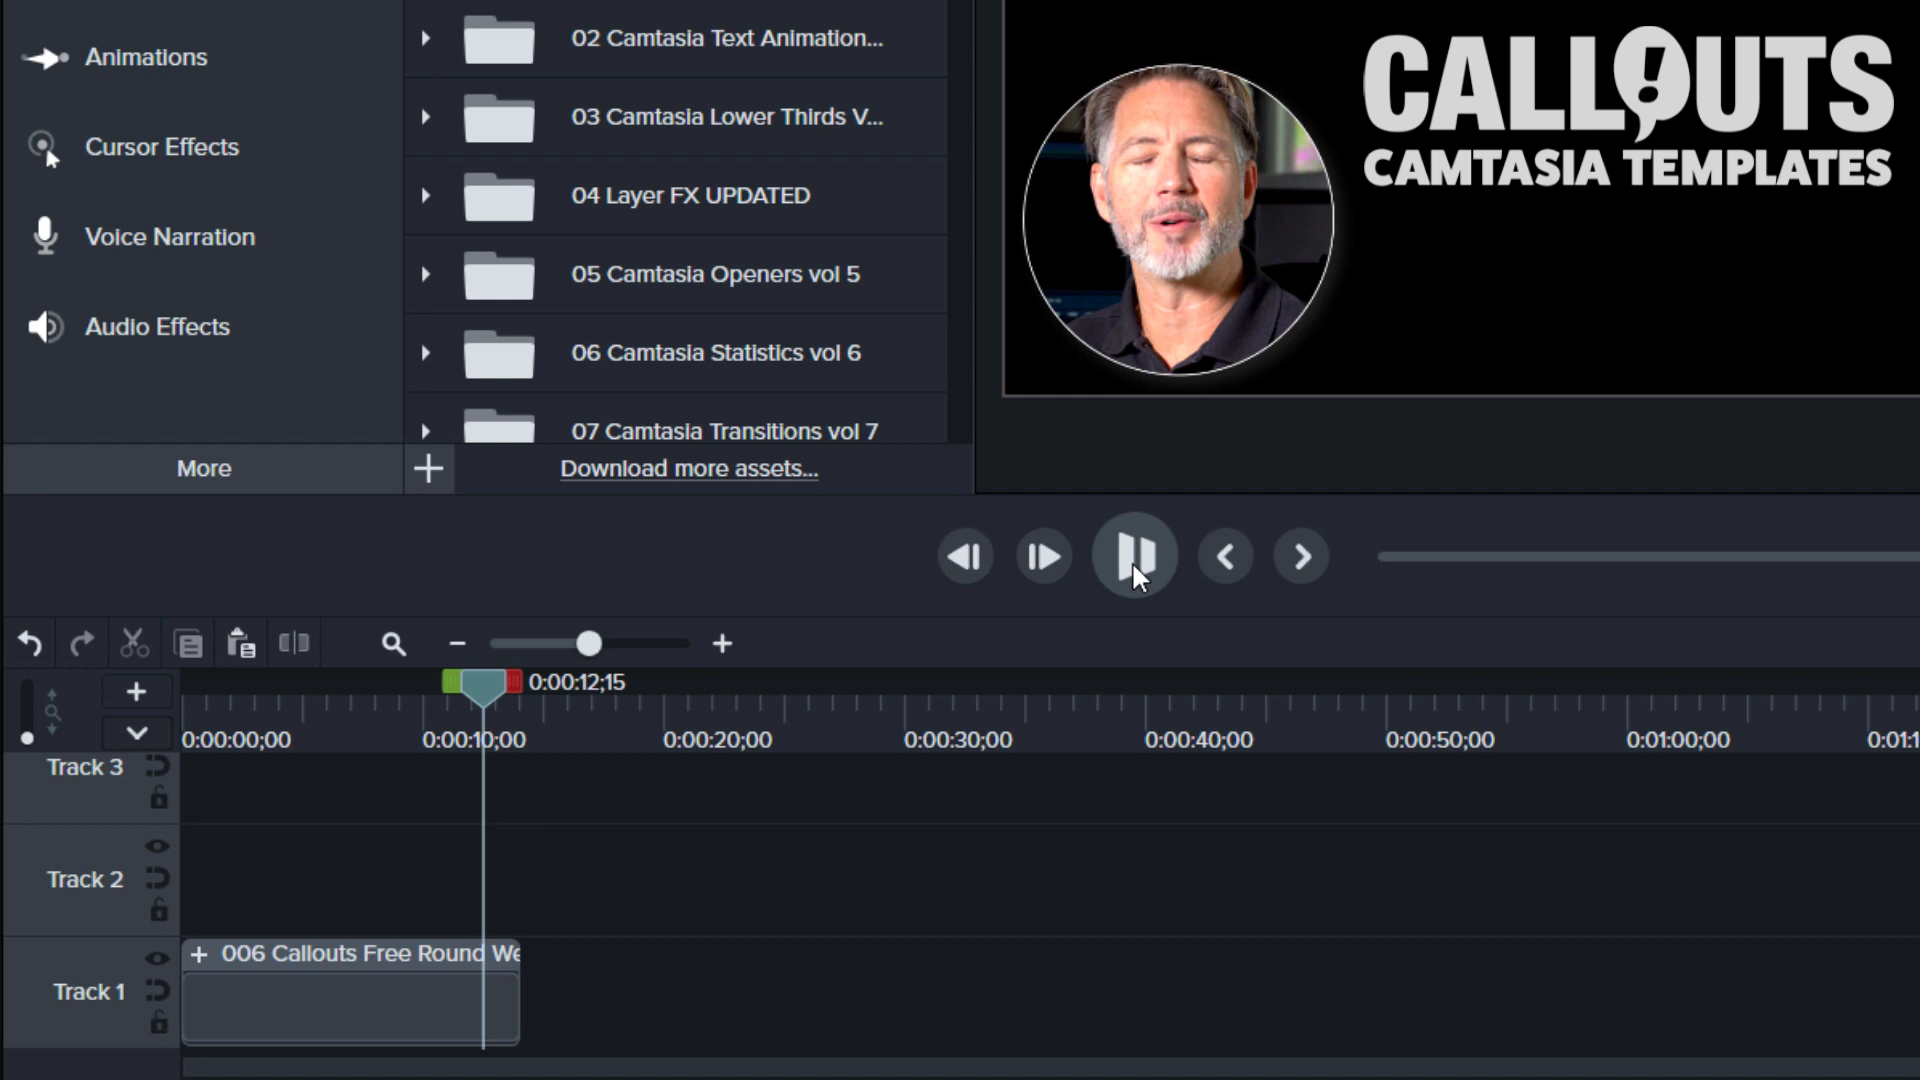 Animations
Cursor Effects
Voice Narration
Audio Effects
More
02 Camtasia Text Animation...
03 Camtasia Lower Thirds V...
04 Layer FX UPDATED
05 Camtasia Openers vol 5
06 Camtasia Statistics vol 6
07 Camtasia Transitions vol 7
Download more assets...
CALLOUTS
CAMTASIA TEMPLATES
0:00:12;15
0:00:00;00 0:00:10;00 0:00:20;00 0:00:30;00 0:00:40;00 0:00:50;00 0:01:00;00 0:01:1
Track 3
Track 2
Track 1
006 Callouts Free Round We